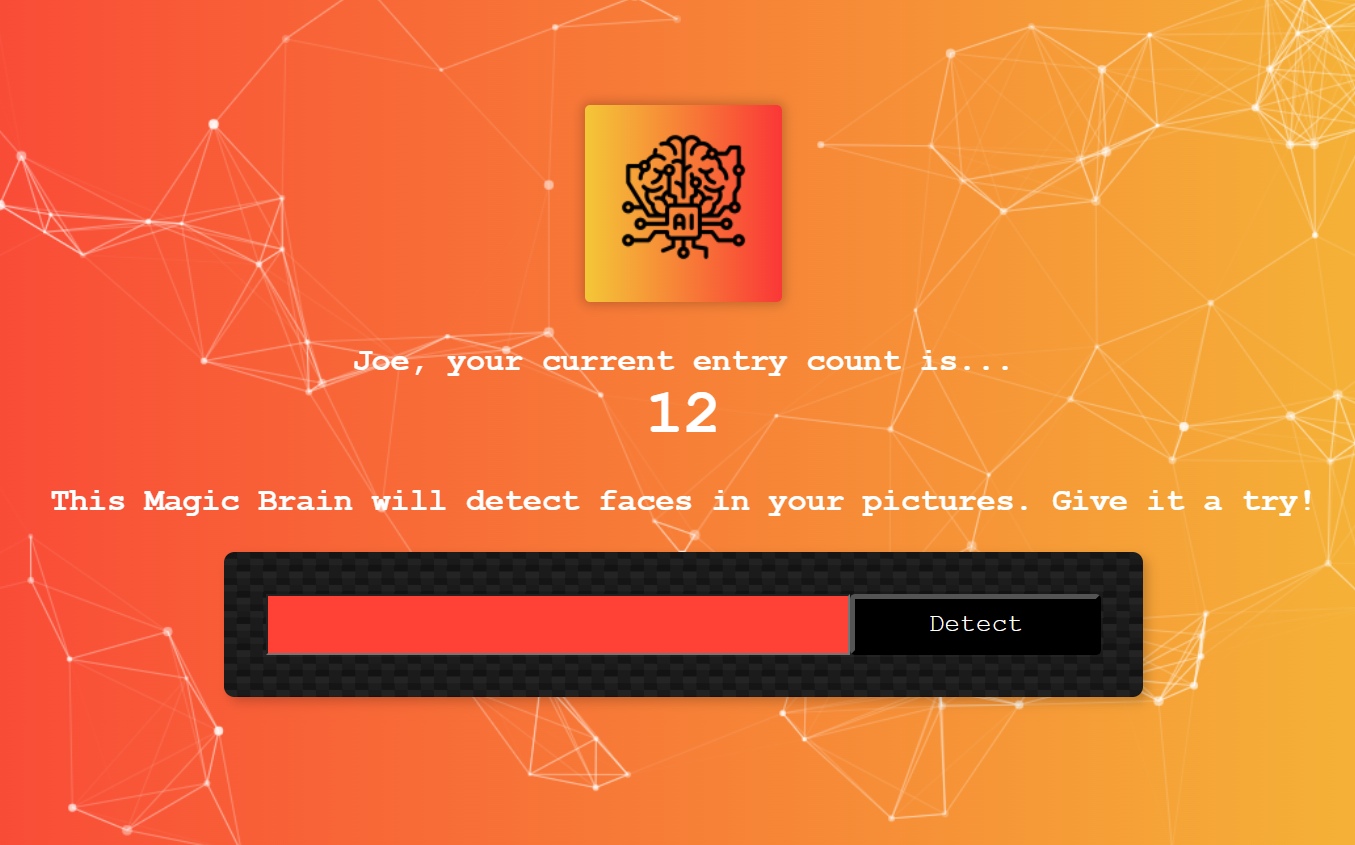 AI
Joe, your current entry count is...
12
This Magic Brain will detect faces in your pictures. Give it a try!
Detect